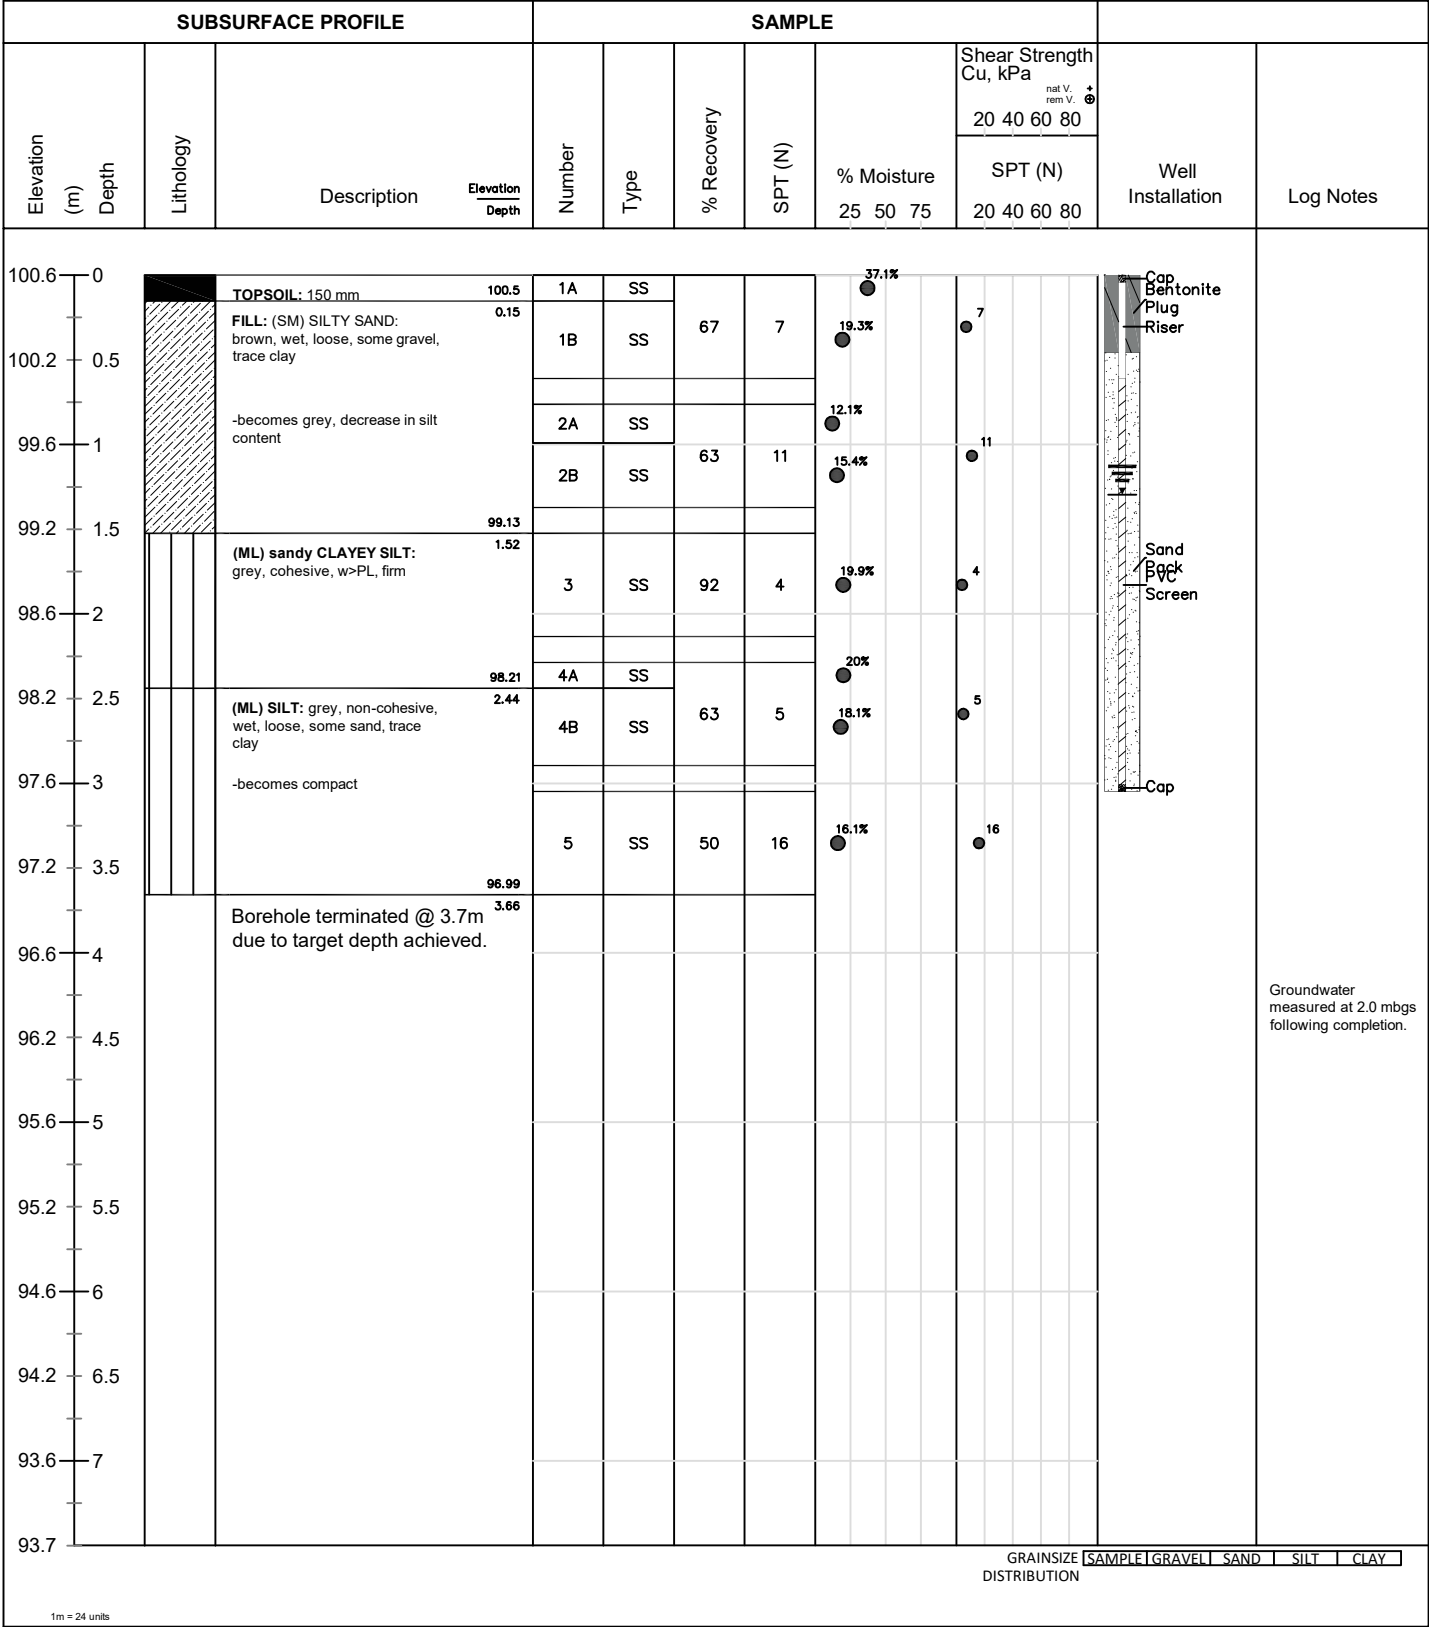 SUBSURFACE PROFILE
SAMPLE
Elevation
(m)
Depth
Lithology
Description
Elevation
Depth
Number
Type
% Recovery
SPT (N)
% Moisture
25 50 75
Shear Strength
Cu, kPa
nat V. +
rem V. ⊕
20 40 60 80
SPT (N)
20 40 60 80
Well
Installation
Log Notes
100.6 0
TOPSOIL: 150 mm 100.5
0.15
1A SS
37.1%
Cap
Bentonite
Plug
Riser
FILL: (SM) SILTY SAND:
brown, wet, loose, some gravel,
trace clay
1B SS 67 7 19.3% 7
100.2 0.5
-becomes grey, decrease in silt
content
2A SS 12.1%
99.6 1
63 11 11
2B SS 15.4%
99.2 1.5
99.13
1.52
(ML) sandy CLAYEY SILT:
grey, cohesive, w>PL, firm
3 SS 92 4 19.9% 4
Sand
Pack
PVC
Screen
98.6 2
4A SS 20%
98.21
2.44
98.2 2.5
(ML) SILT: grey, non-cohesive,
wet, loose, some sand, trace
clay
4B SS 63 5 18.1% 5
97.6 3
-becomes compact
Cap
5 SS 50 16 16.1% 16
97.2 3.5
96.99
3.66
Borehole terminated @ 3.7m
due to target depth achieved.
96.6 4
Groundwater
measured at 2.0 mbgs
following completion.
96.2 4.5
95.6 5
95.2 5.5
94.6 6
94.2 6.5
93.6 7
93.7
GRAINSIZE
DISTRIBUTION
SAMPLE GRAVEL SAND SILT CLAY
1m = 24 units